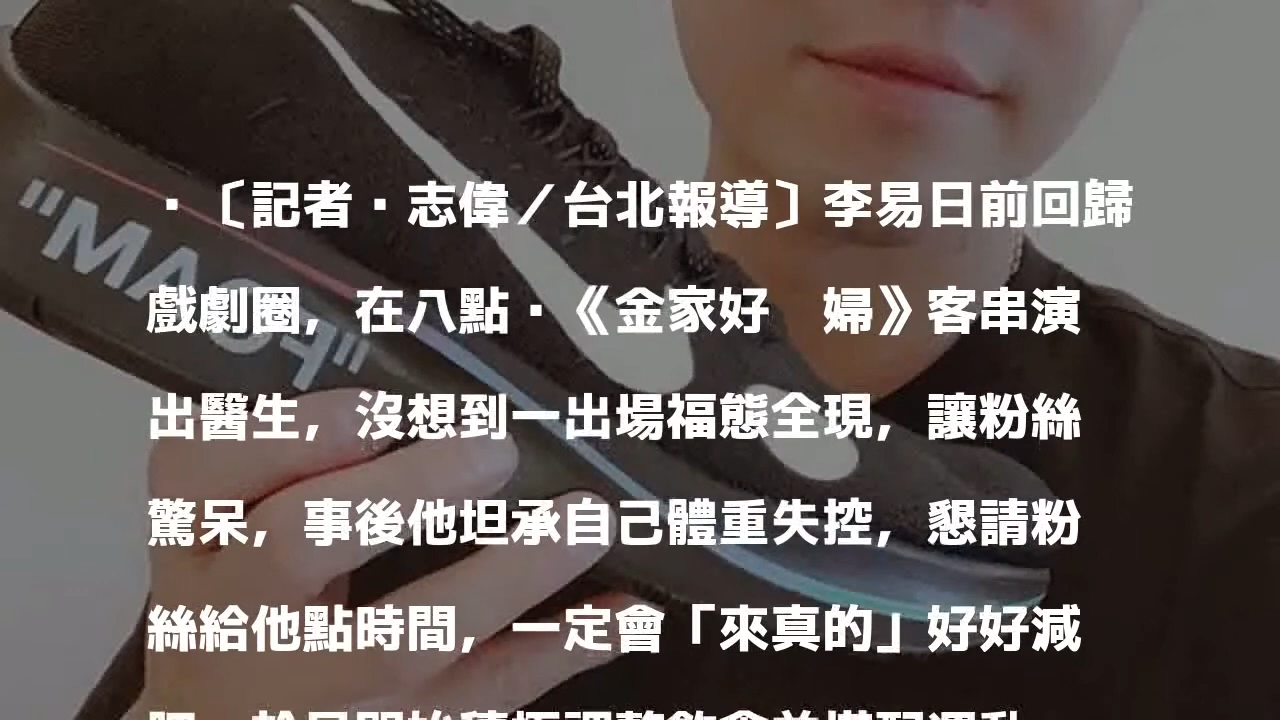 ▪〔記者▪志偉／台北報導〕李易日前回歸
戲劇圈，在八點▪《金家好　婦》客串演
出醫生，沒想到一出場福態全現，讓粉絲
驚呆，事後他坦承自己體重失控，懇請粉
絲給他點時間，一定會「來真的」好好減